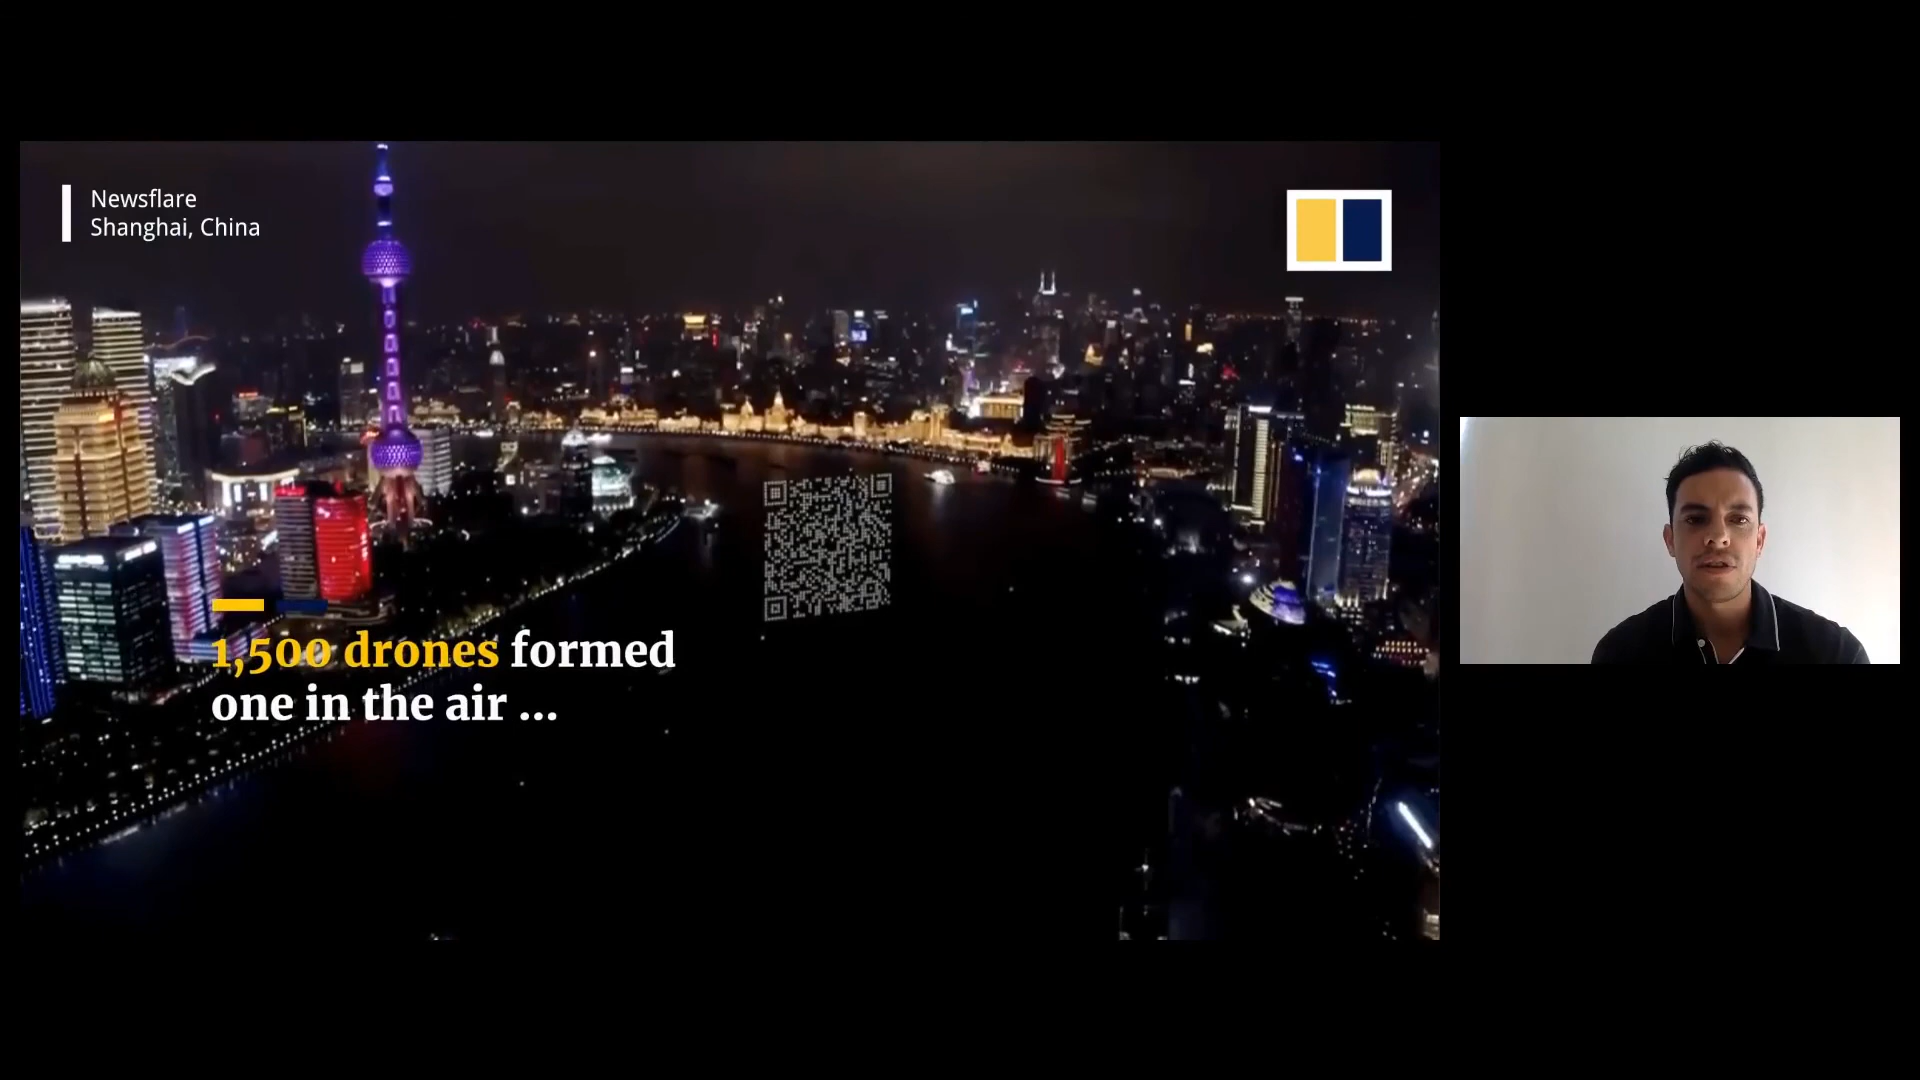 Newsflare
Shanghai, China
1,500 drones formed
one in the air ...